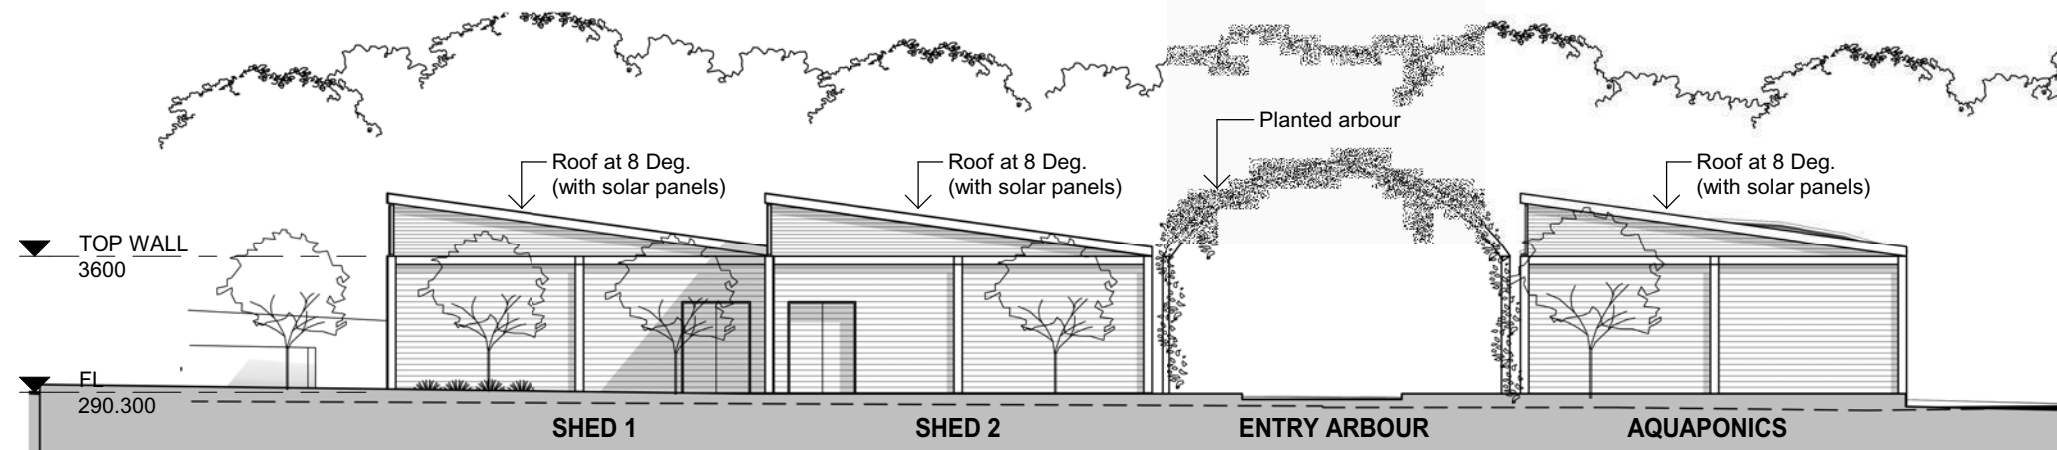 Planted arbour
Roof at 8 Deg.
(with solar panels)
Roof at 8 Deg.
(with solar panels)
Roof at 8 Deg.
(with solar panels)
TOP WALL
3600
FL
290.300
SHED 1
SHED 2
ENTRY ARBOUR
AQUAPONICS